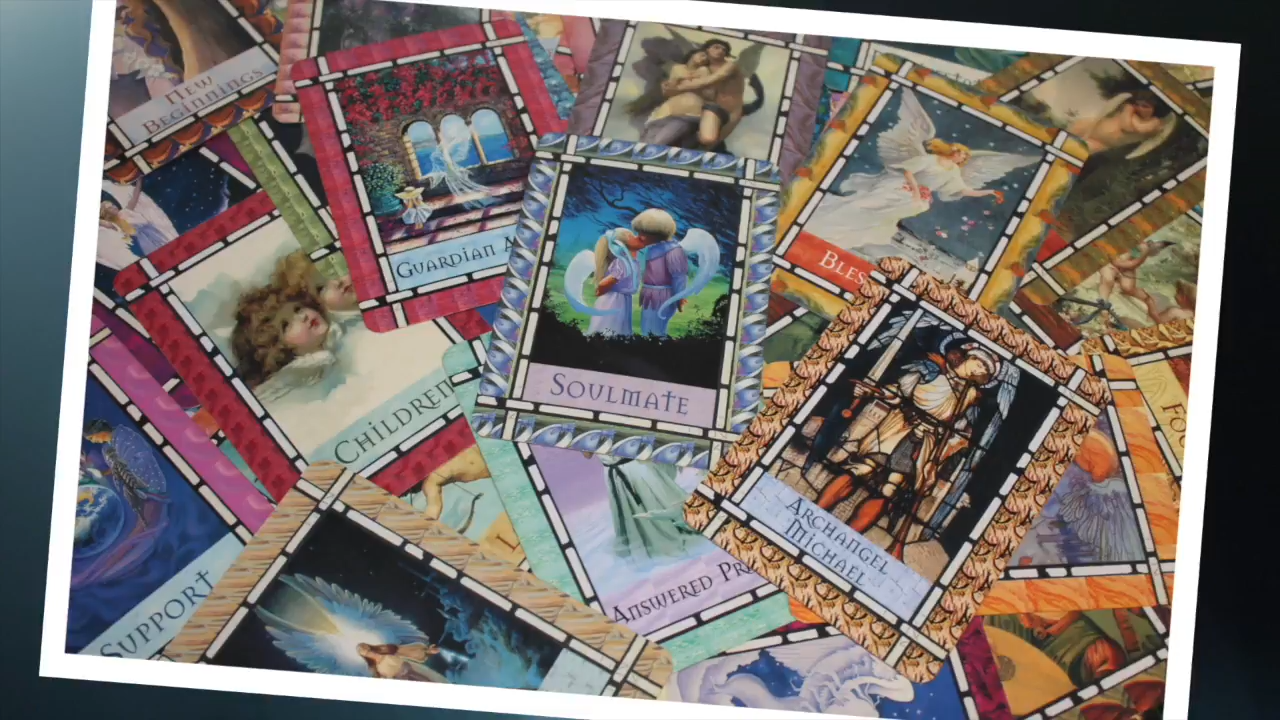 New
Beginnings
Guardian A
Bles
Soulmate
Children
Archangel
Michael
Answered Pr
Support